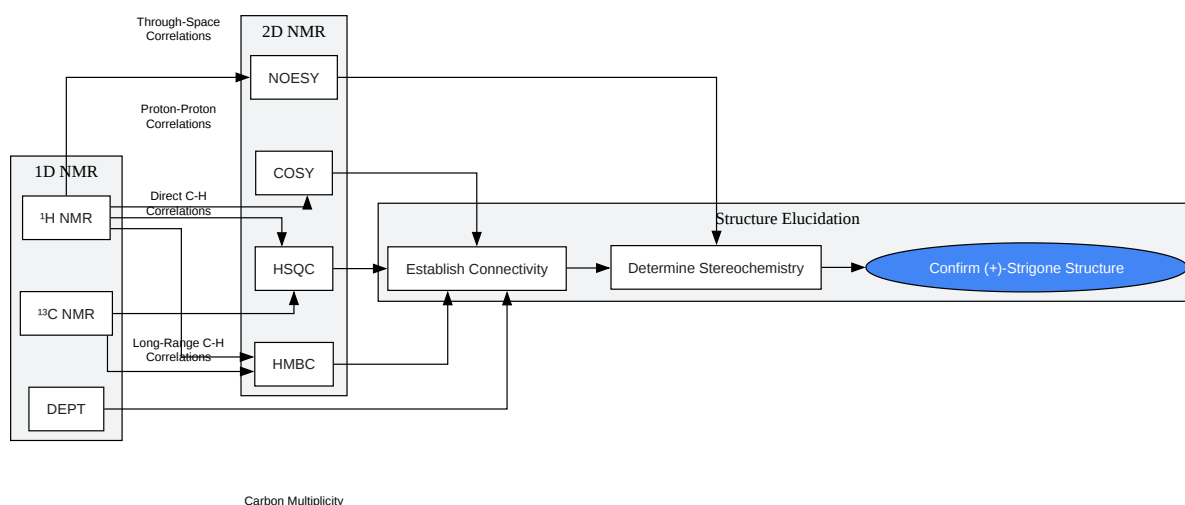 Through-Space
Correlations
2D NMR
NOESY
Proton-Proton
Correlations
1D NMR
COSY
¹H NMR
Direct C-H
Correlations
Structure Elucidation
HSQC
Establish Connectivity
Determine Stereochemistry
Confirm (+)-Strigone Structure
¹³C NMR
Long-Range C-H
Correlations
HMBC
DEPT
Carbon Multiplicity